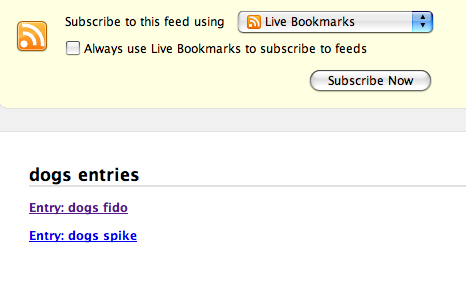 Subscribe to this feed using Live Bookmarks
Always use Live Bookmarks to subscribe to feeds
Subscribe Now
dogs entries
Entry: dogs fido
Entry: dogs spike